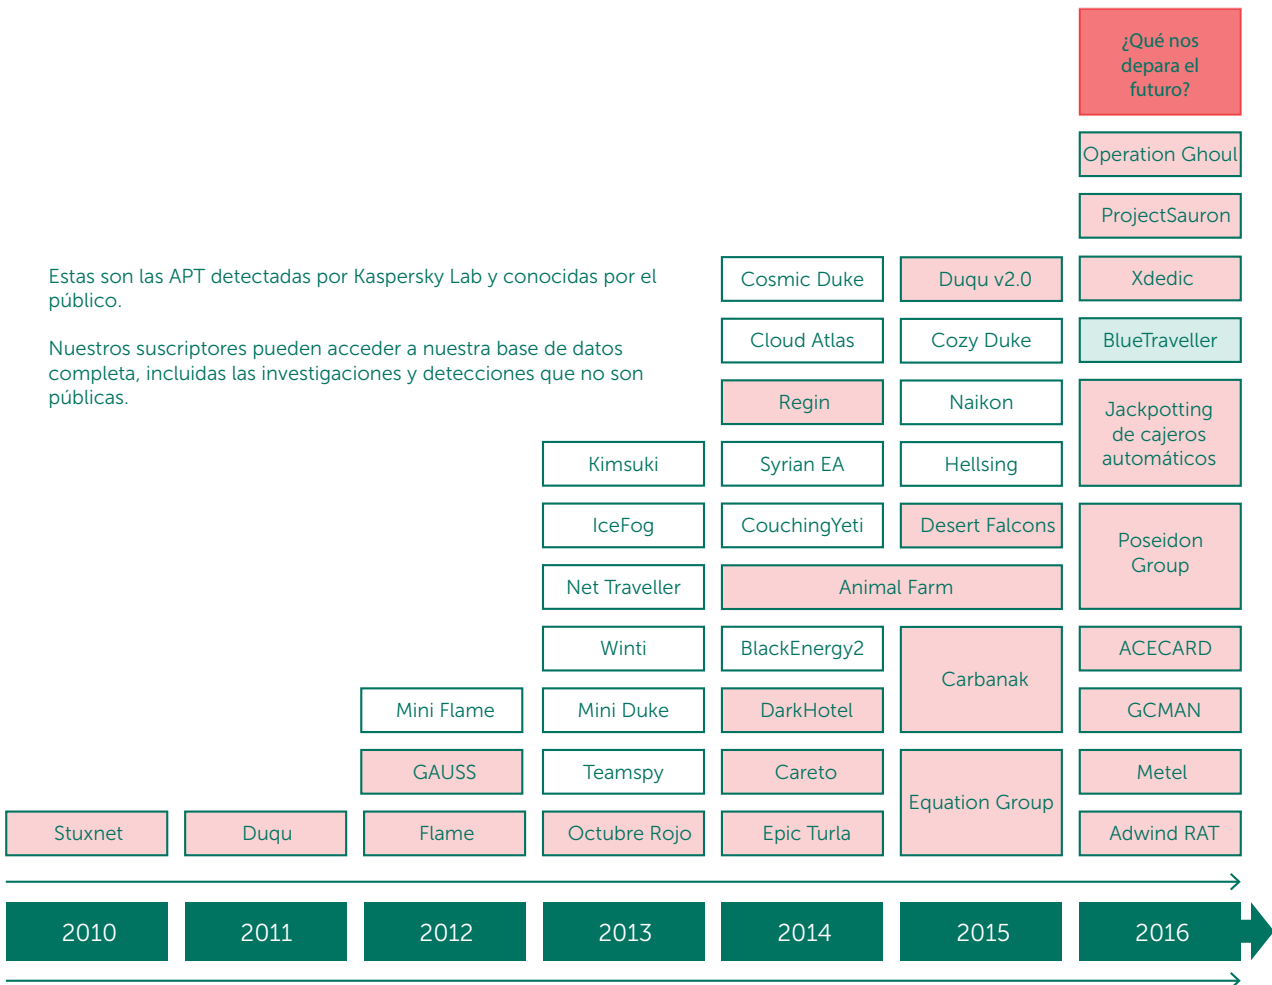 ¿Qué nos
depara el
futuro?
Operation Ghoul
ProjectSauron
Estas son las APT detectadas por Kaspersky Lab y conocidas por el
público.
Nuestros suscriptores pueden acceder a nuestra base de datos
completa, incluidas las investigaciones y detecciones que no son
públicas.
Cosmic Duke
Duqu v2.0
Xdedic
Cloud Atlas
Cozy Duke
BlueTraveller
Regin
Naikon
Jackpotting
de cajeros
automáticos
Kimsuki
Syrian EA
Hellsing
IceFog
CouchingYeti
Desert Falcons
Poseidon
Group
Net Traveller
Animal Farm
Winti
BlackEnergy2
Carbanak
ACECARD
Mini Flame
Mini Duke
DarkHotel
GCMAN
GAUSS
Teamspy
Careto
Equation Group
Metel
Stuxnet
Duqu
Flame
Octubre Rojo
Epic Turla
Adwind RAT
2010
2011
2012
2013
2014
2015
2016